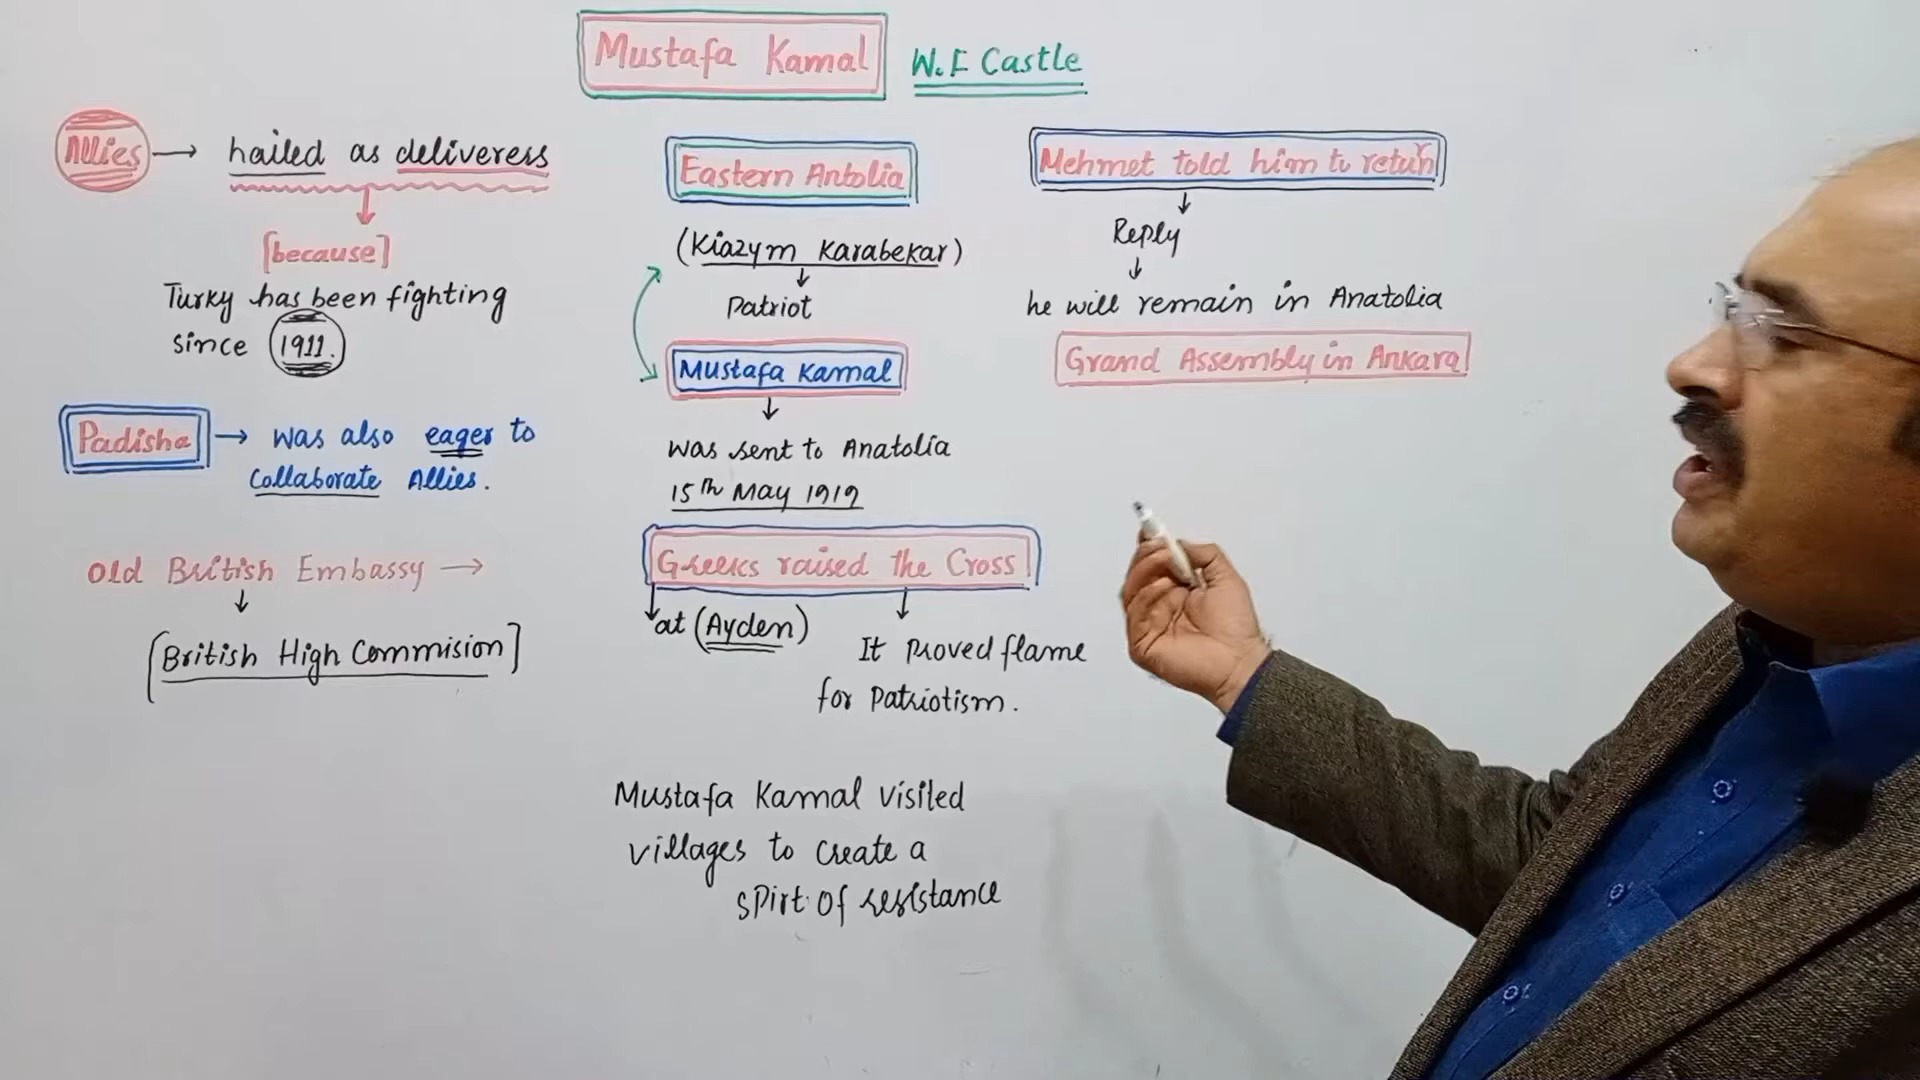 Mustafa Kamal
W.F Castle
Allies → hailed as deliveress
[because]
Turky has been fighting
since 1911.
Padisha → was also eager to
Collaborate Allies.
Old British Embassy →
[British High Commision]
Eastern Antolia
(Kiazym Karabekar)
Patriot
Mustafa Kamal
was sent to Anatolia
15th May 1919
Greeks raised the Cross
at (Ayden)
It Proved flame
for Patriotism.
Mustafa Kamal visited
villages to create a
spirt of resistance
Mehmet told him to return
Reply
he will remain in Anatolia
Grand Assembly in Ankara